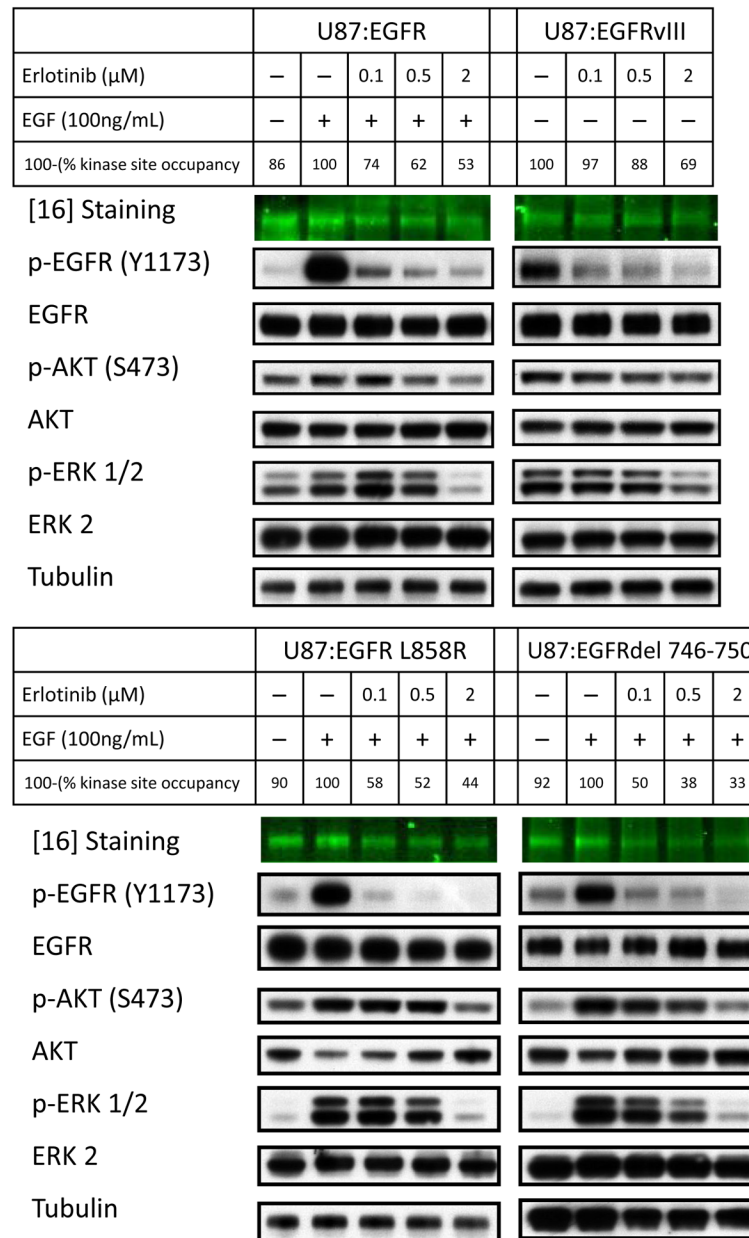 U87:EGFR U87:EGFRvIII
Erlotinib (μM) – – 0.1 0.5 2 – 0.1 0.5 2
EGF (100ng/mL) – + + + + – – – –
100-(% kinase site occupancy 86 100 74 62 53 100 97 88 69
[16] Staining
p-EGFR (Y1173)
EGFR
p-AKT (S473)
AKT
p-ERK 1/2
ERK 2
Tubulin
U87:EGFR L858R U87:EGFRdel 746-750
Erlotinib (μM) – – 0.1 0.5 2 – – 0.1 0.5 2
EGF (100ng/mL) – + + + + – + + + +
100-(% kinase site occupancy 90 100 58 52 44 92 100 50 38 33
[16] Staining
p-EGFR (Y1173)
EGFR
p-AKT (S473)
AKT
p-ERK 1/2
ERK 2
Tubulin